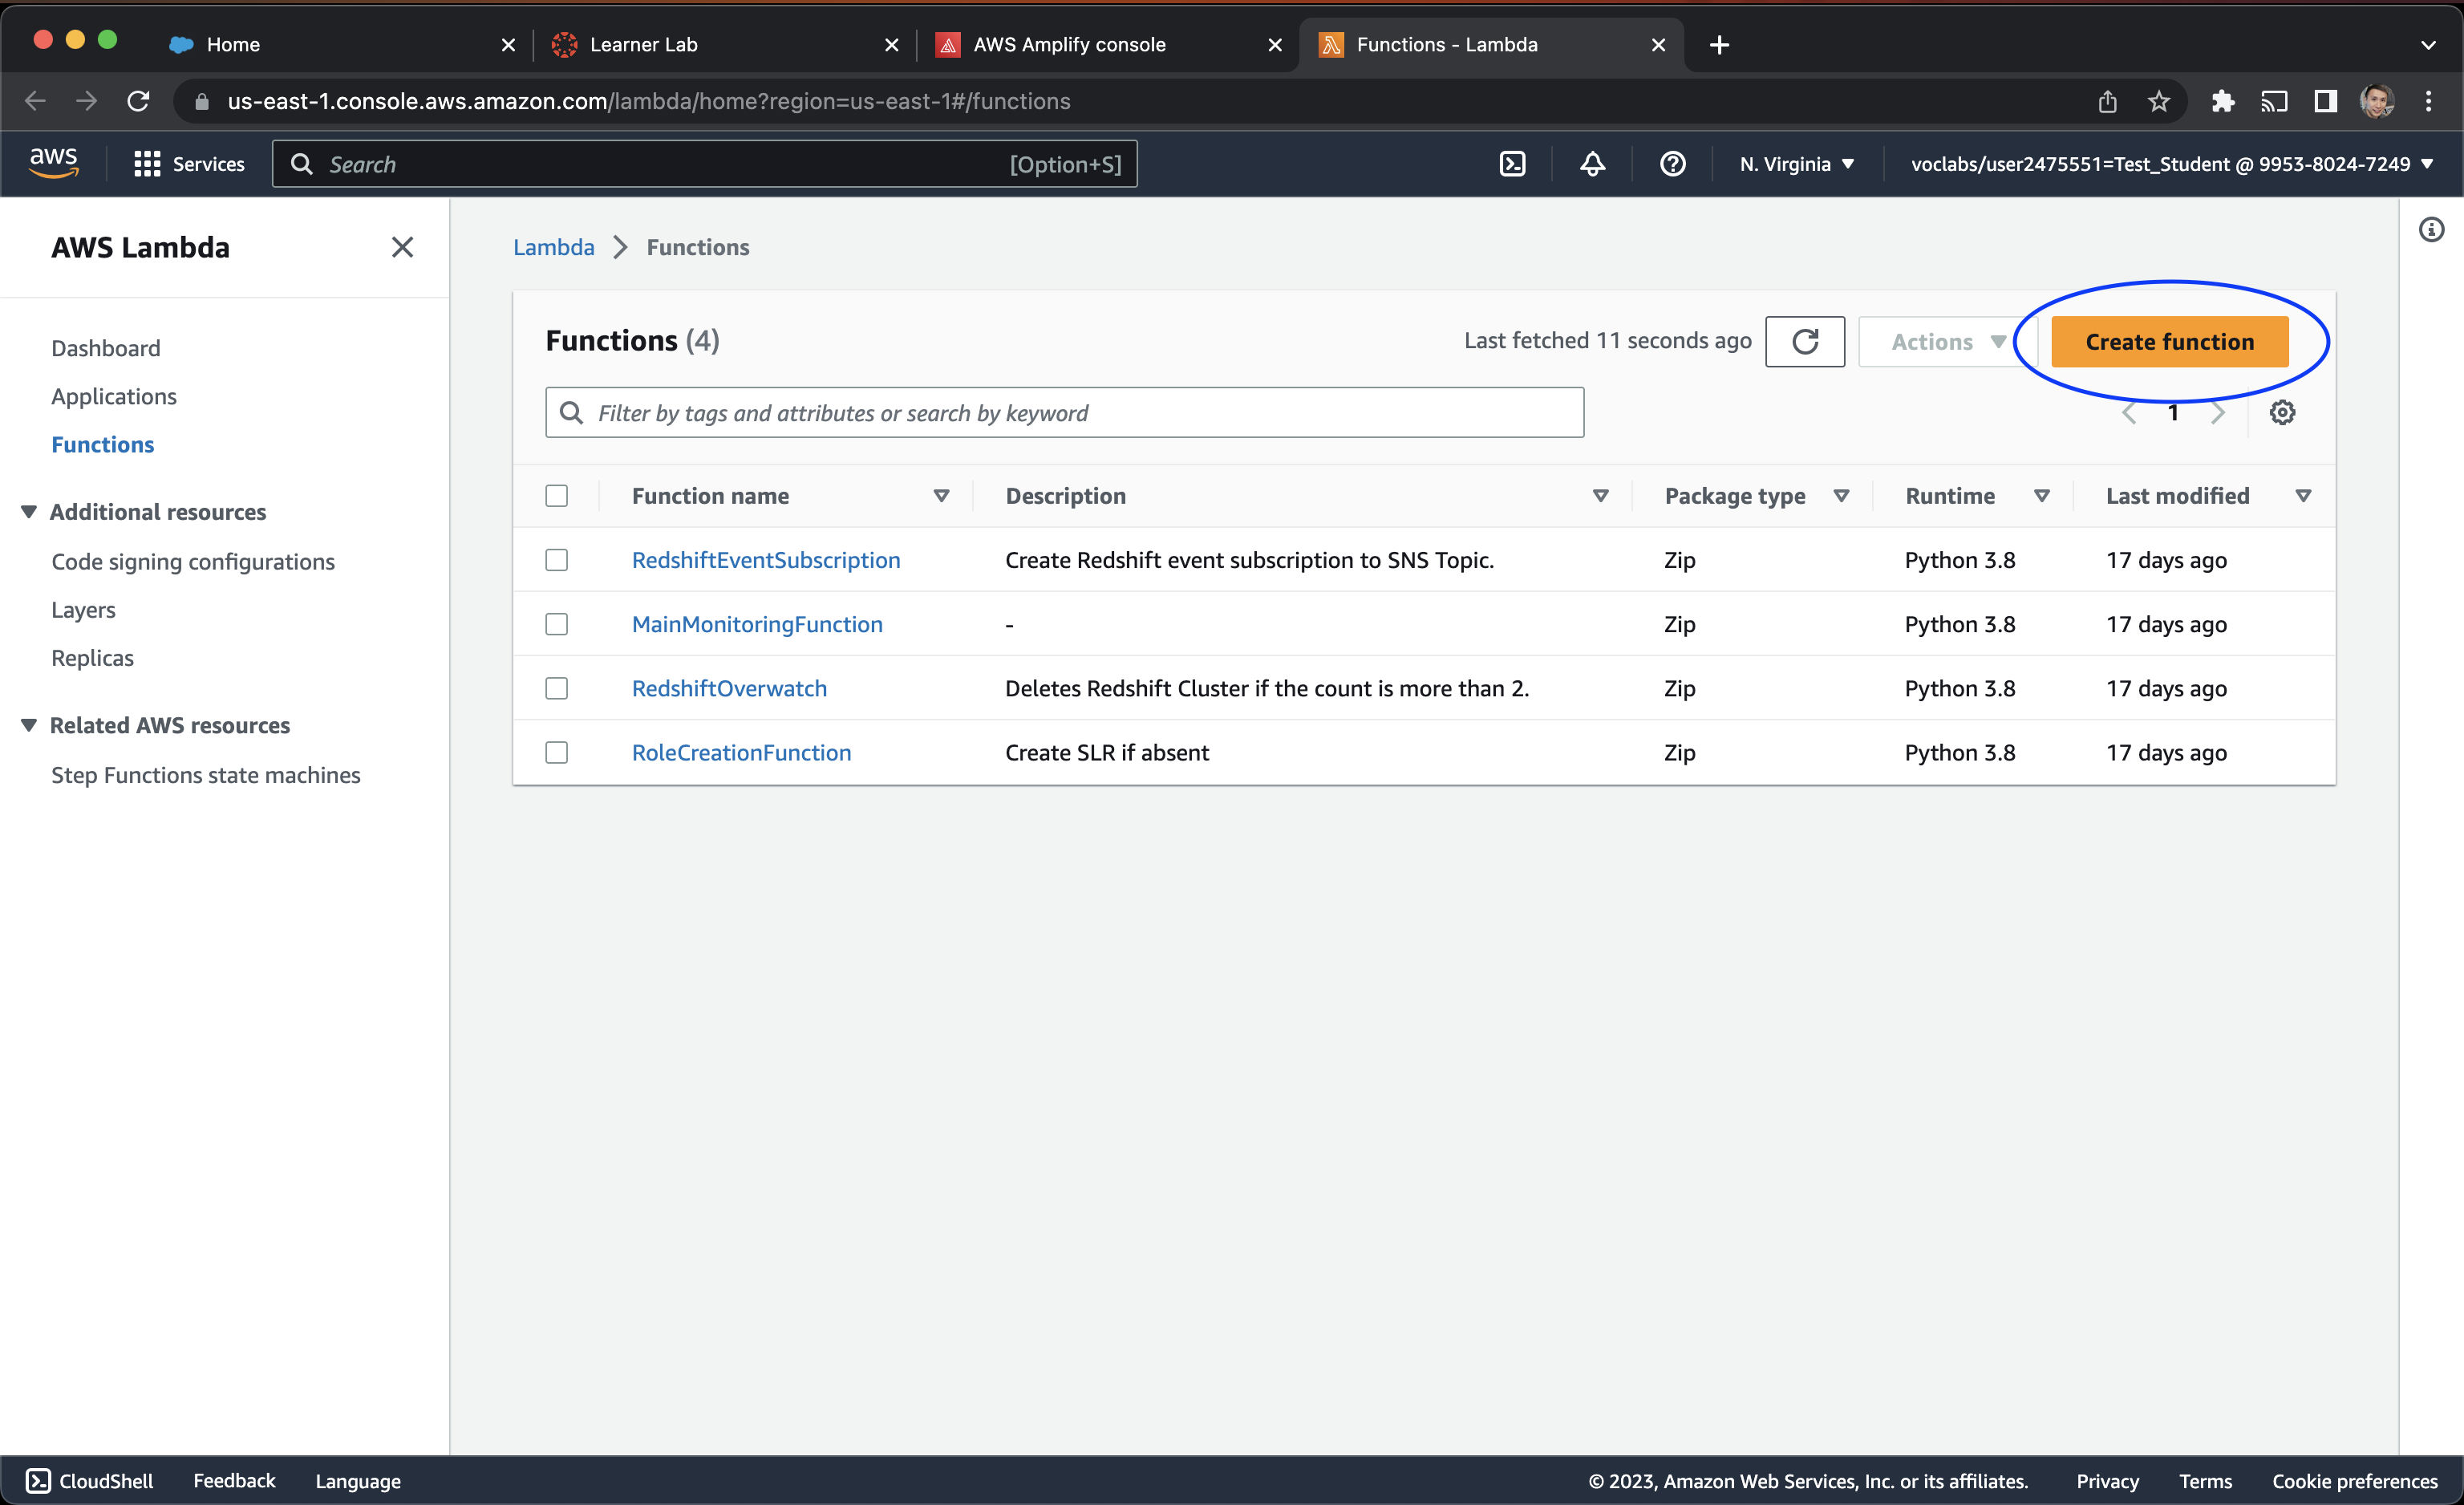 Home
Learner Lab
AWS Amplify console
Functions - Lambda
us-east-1.console.aws.amazon.com/lambda/home?region=us-east-1#/functions
aws
Services
Search
[Option+S]
N. Virginia
voclabs/user2475551=Test_Student @ 9953-8024-7249
AWS Lambda
Dashboard
Applications
Functions
Additional resources
Code signing configurations
Layers
Replicas
Related AWS resources
Step Functions state machines
Lambda > Functions
Functions (4)
Last fetched 11 seconds ago
Actions
Create function
Filter by tags and attributes or search by keyword
1
Function name Description Package type Runtime Last modified
RedshiftEventSubscription Create Redshift event subscription to SNS Topic. Zip Python 3.8 17 days ago
MainMonitoringFunction - Zip Python 3.8 17 days ago
RedshiftOverwatch Deletes Redshift Cluster if the count is more than 2. Zip Python 3.8 17 days ago
RoleCreationFunction Create SLR if absent Zip Python 3.8 17 days ago
CloudShell Feedback Language © 2023, Amazon Web Services, Inc. or its affiliates. Privacy Terms Cookie preferences